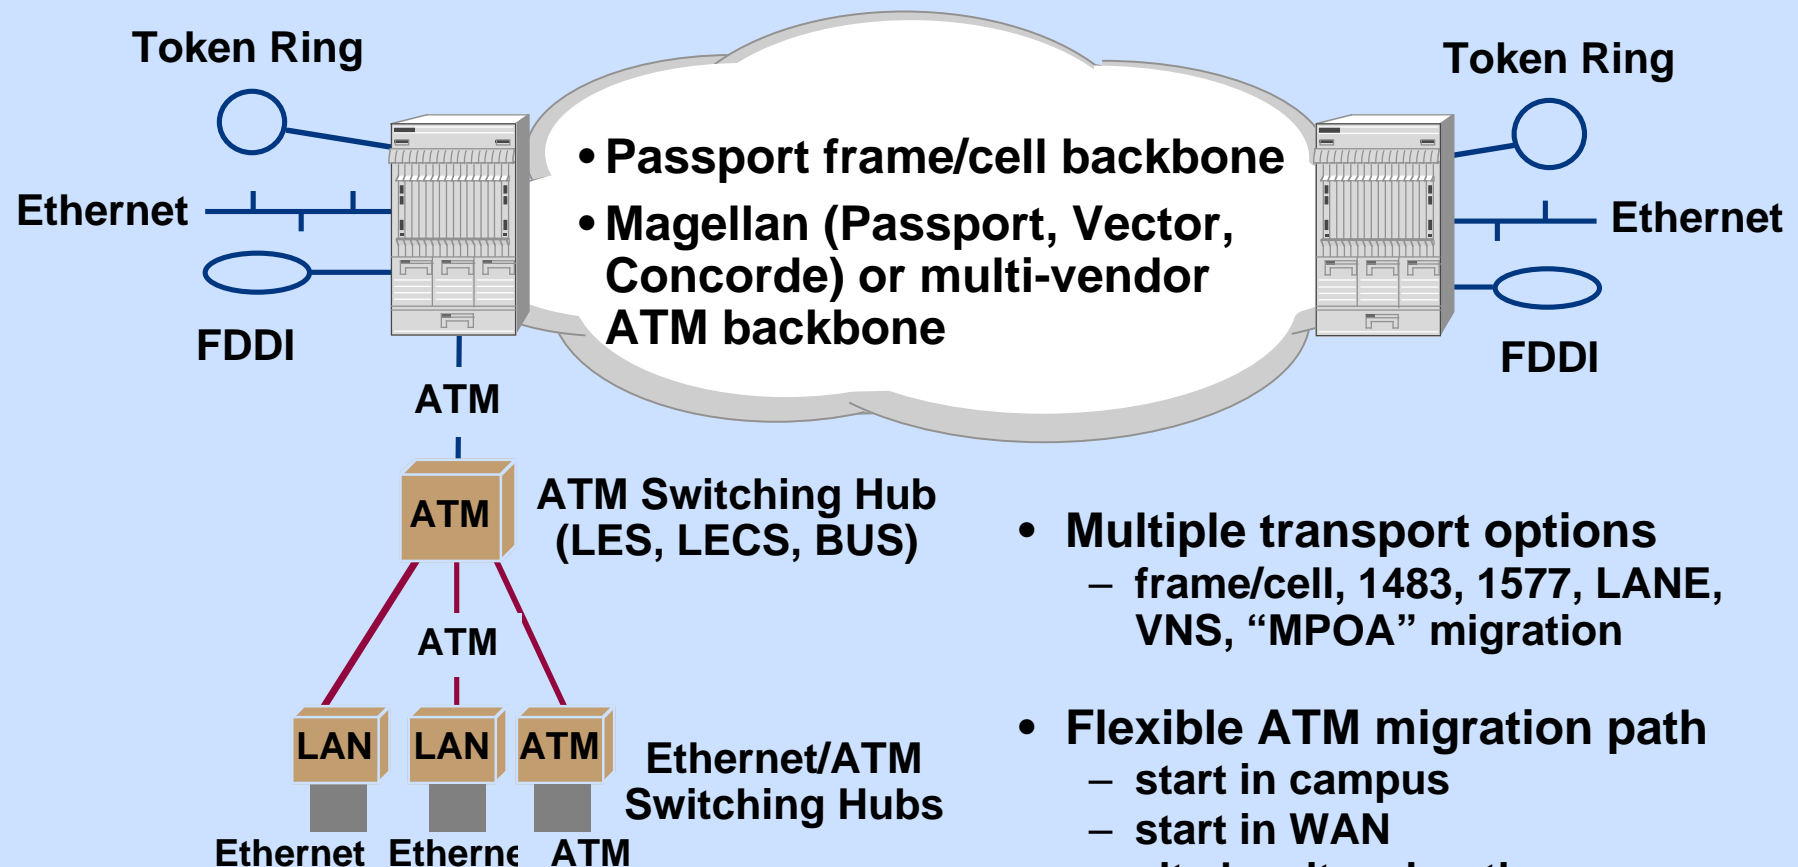 Token Ring
Token Ring
• Passport frame/cell backbone
Ethernet
Ethernet
• Magellan (Passport, Vector,
Concorde) or multi-vendor
ATM backbone
FDDI
FDDI
ATM
ATM
ATM Switching Hub
(LES, LECS, BUS)
• Multiple transport options
– frame/cell, 1483, 1577, LANE,
VNS, “MPOA” migration
ATM
LAN
LAN
ATM
Ethernet/ATM
Switching Hubs
• Flexible ATM migration path
– start in campus
– start in WAN
Ethernet
Etherne
ATM